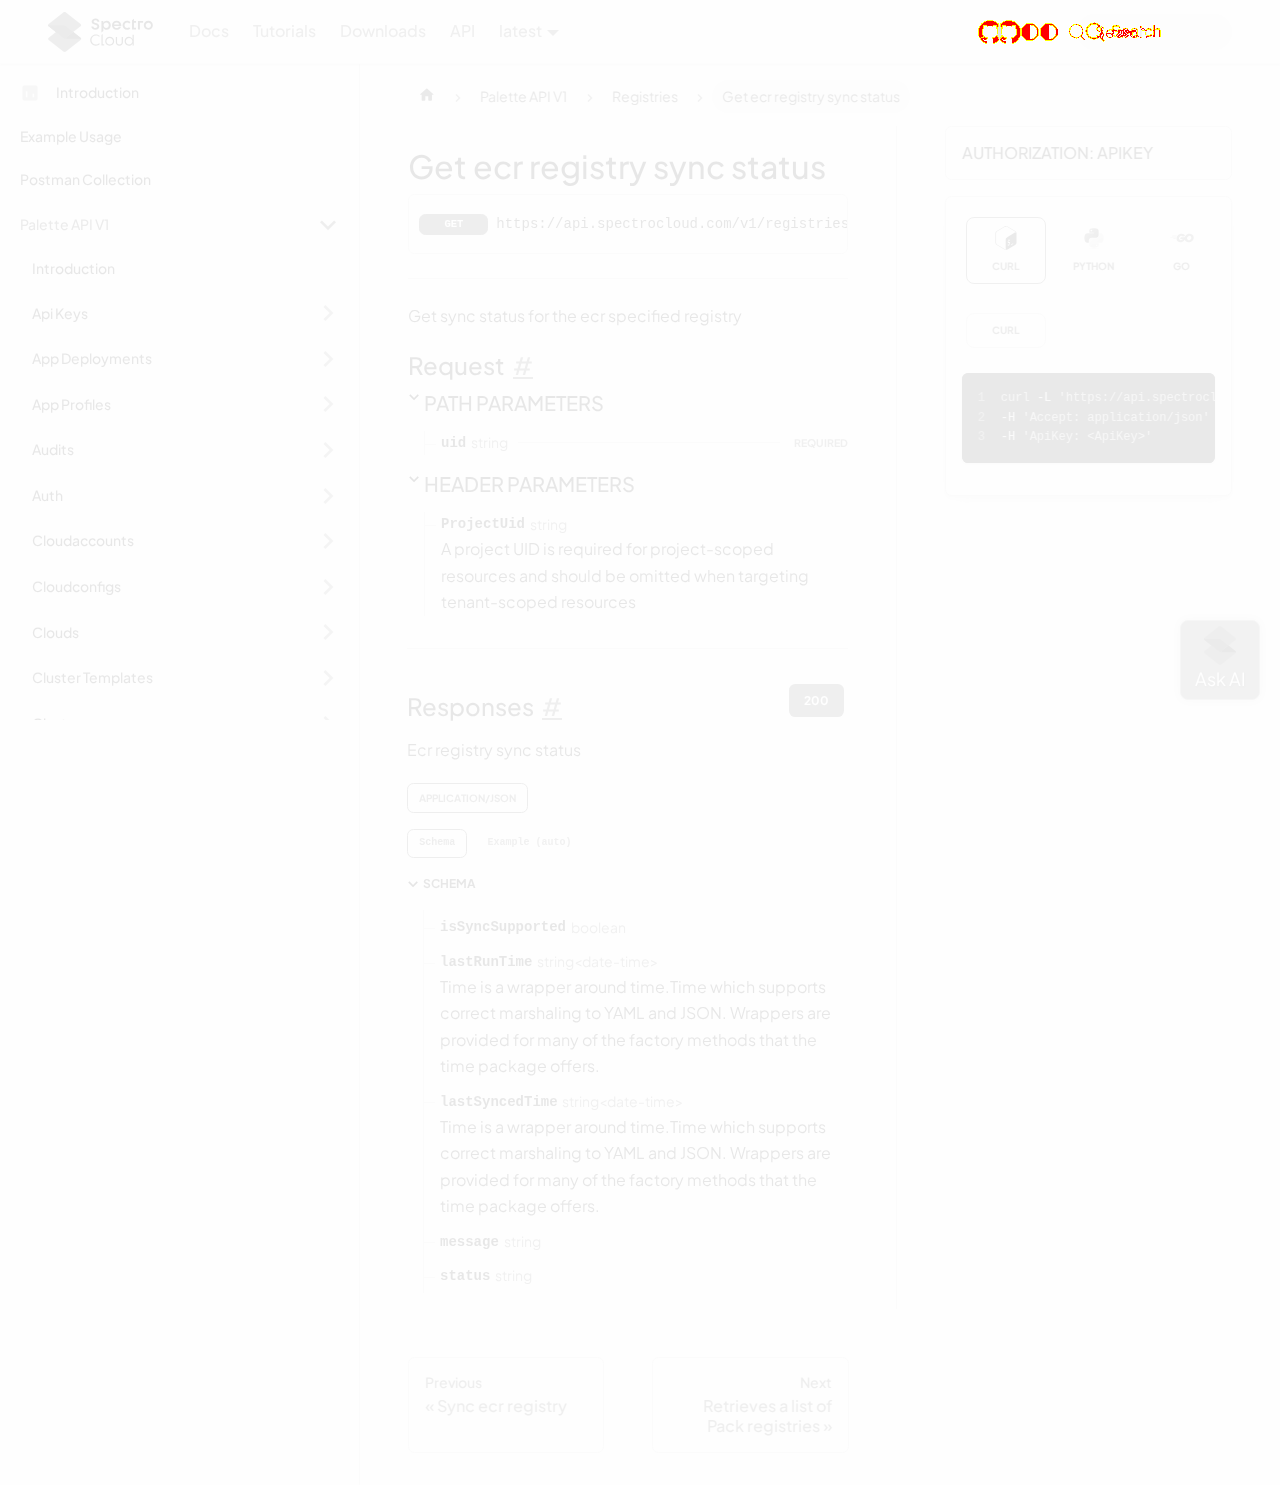 Spectro Cloud
Docs
Tutorials
Downloads
API
latest
Introduction
Example Usage
Postman Collection
Palette API V1
Introduction
Api Keys
App Deployments
App Profiles
Audits
Auth
Cloudaccounts
Cloudconfigs
Clouds
Cluster Templates
Palette API V1
Registries
Get ecr registry sync status
Get ecr registry sync status
GET https://api.spectrocloud.com/v1/registries
Get sync status for the ecr specified registry
Request #
PATH PARAMETERS
uid string REQUIRED
HEADER PARAMETERS
ProjectUid string
A project UID is required for project-scoped
resources and should be omitted when targeting
tenant-scoped resources
Responses # 200
Ecr registry sync status
APPLICATION/JSON
Schema Example (auto)
SCHEMA
isSyncSupported boolean
lastRunTime string<date-time>
Time is a wrapper around time.Time which supports
correct marshaling to YAML and JSON. Wrappers are
provided for many of the factory methods that the
time package offers.
lastSyncedTime string<date-time>
Time is a wrapper around time.Time which supports
correct marshaling to YAML and JSON. Wrappers are
provided for many of the factory methods that the
time package offers.
message string
status string
Previous
« Sync ecr registry
Next
Retrieves a list of
Pack registries »
AUTHORIZATION: APIKEY
CURL PYTHON GO
CURL
1 curl -L 'https://api.spectrocl
2 -H 'Accept: application/json'
3 -H 'ApiKey: <ApiKey>'
Ask AI